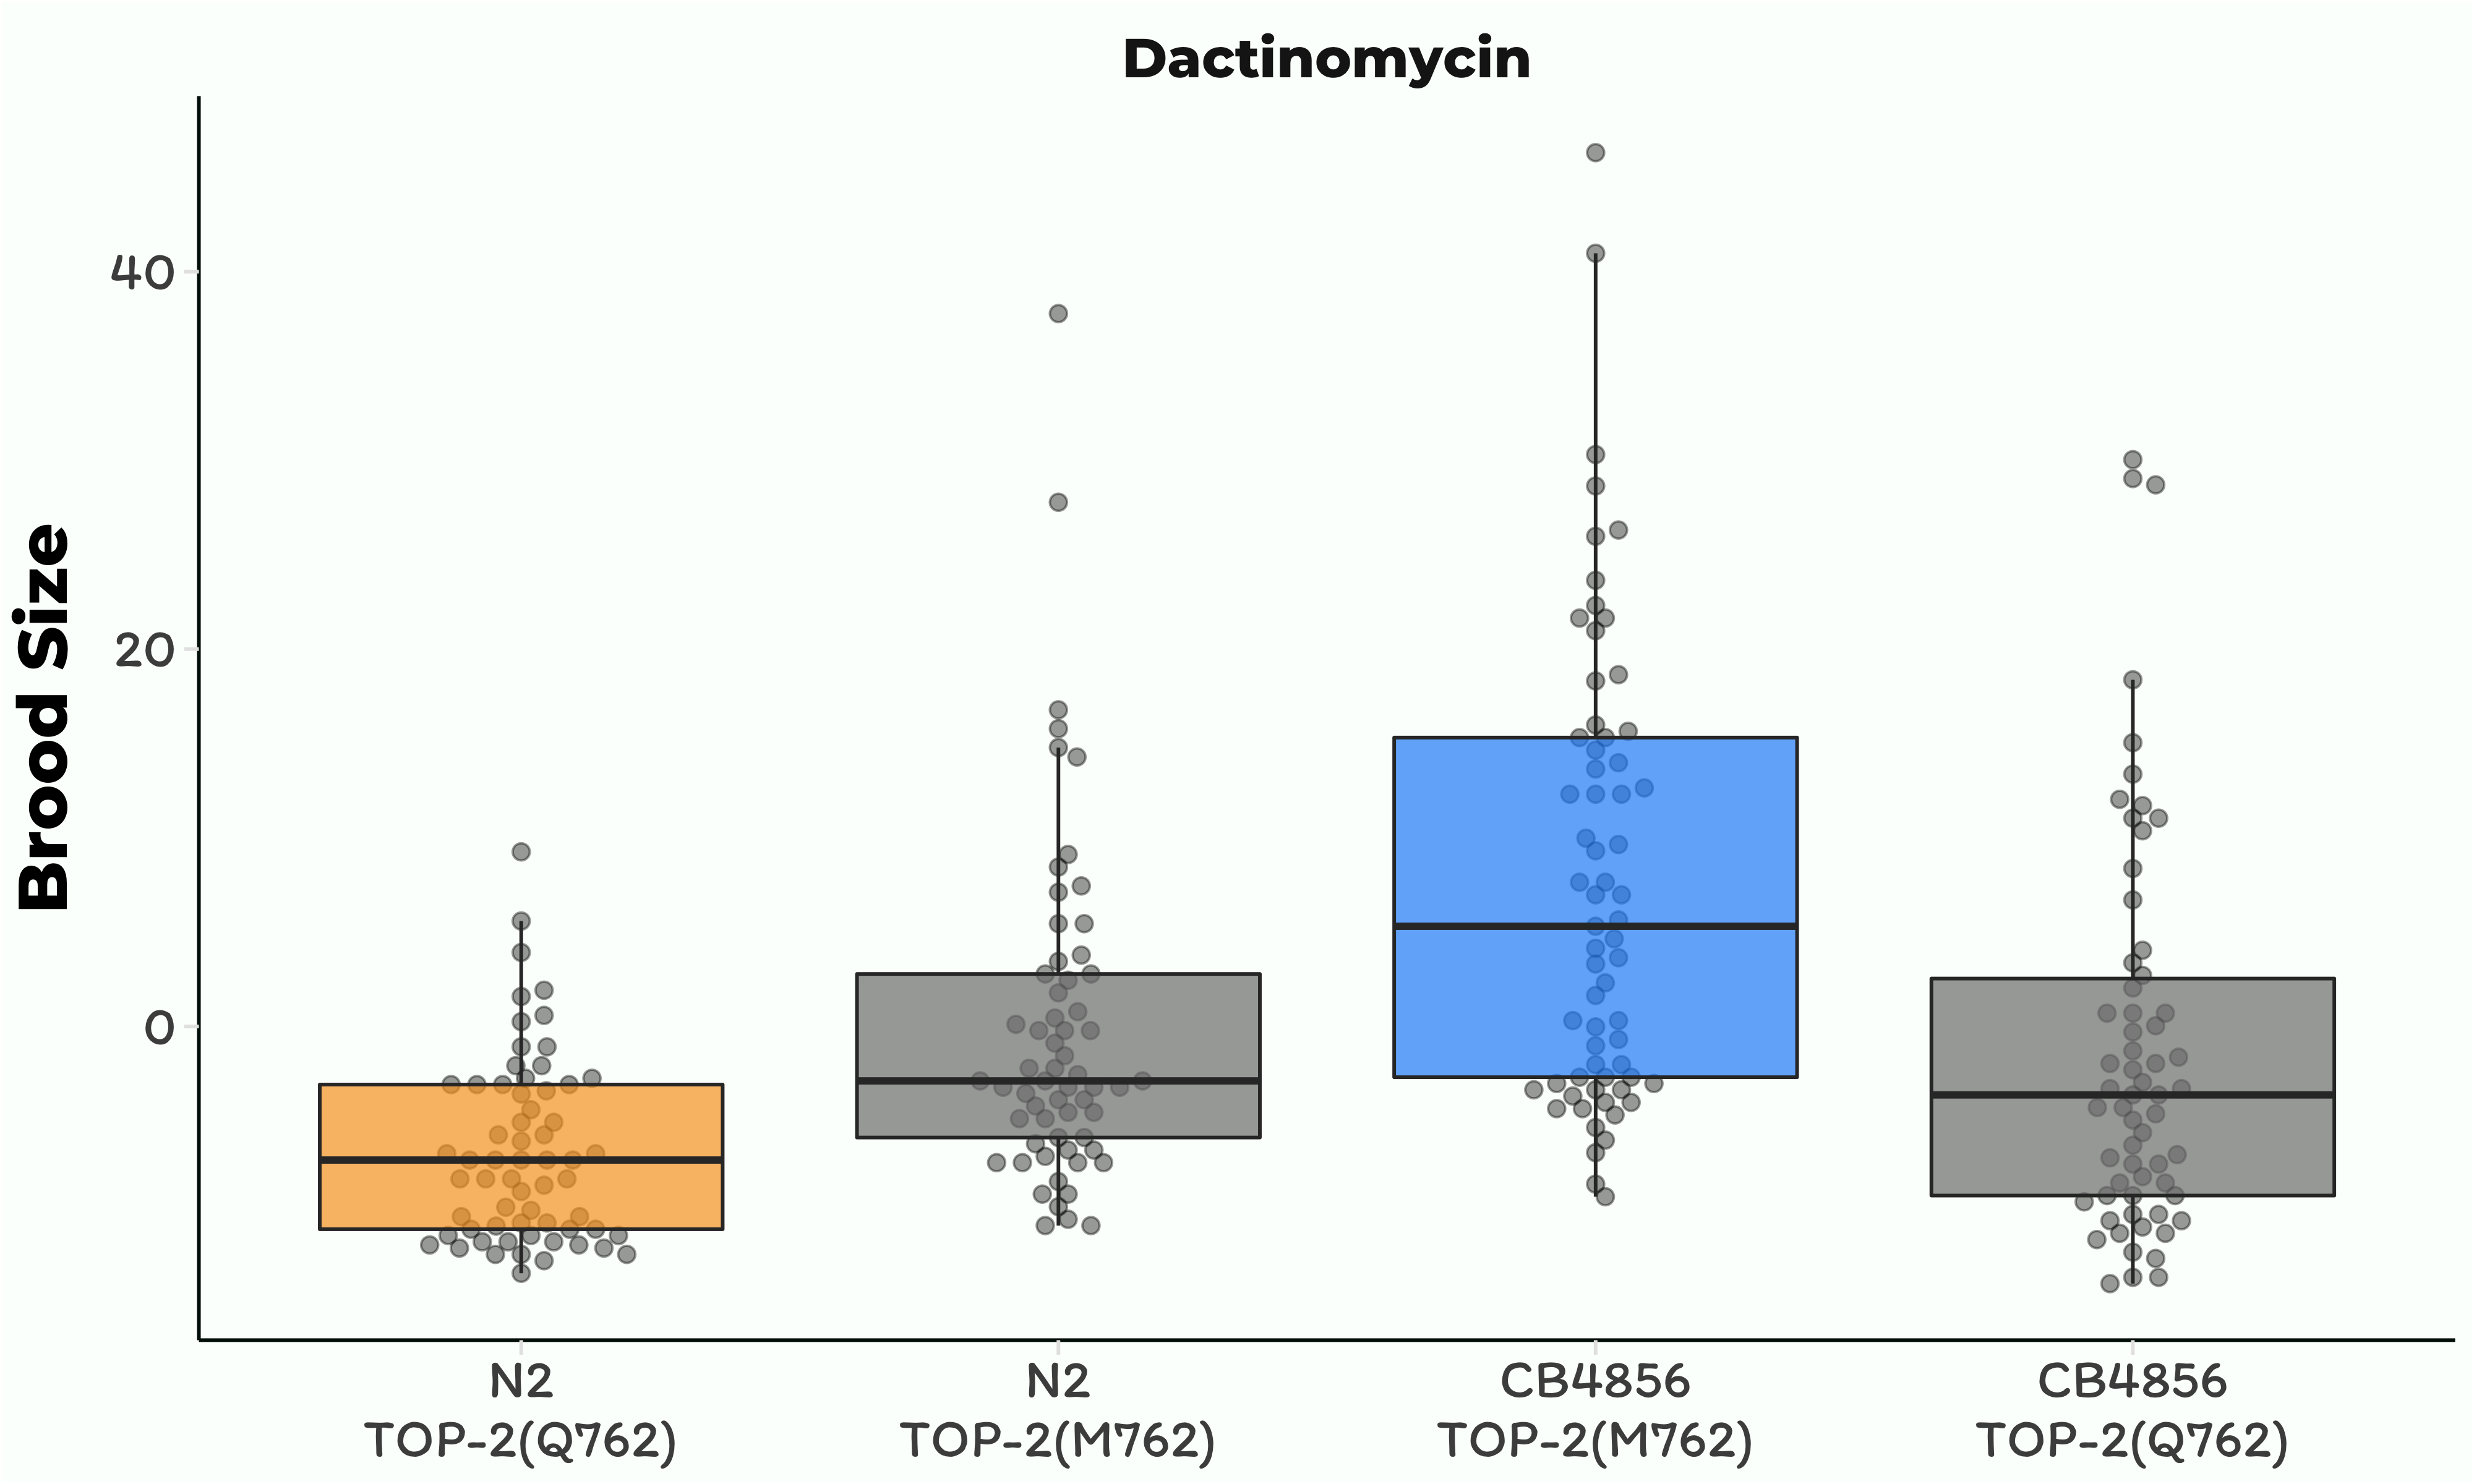 Dactinomycin
Brood Size
40
20
0
N2
TOP-2(Q762)
N2
TOP-2(M762)
CB4856
TOP-2(M762)
CB4856
TOP-2(Q762)